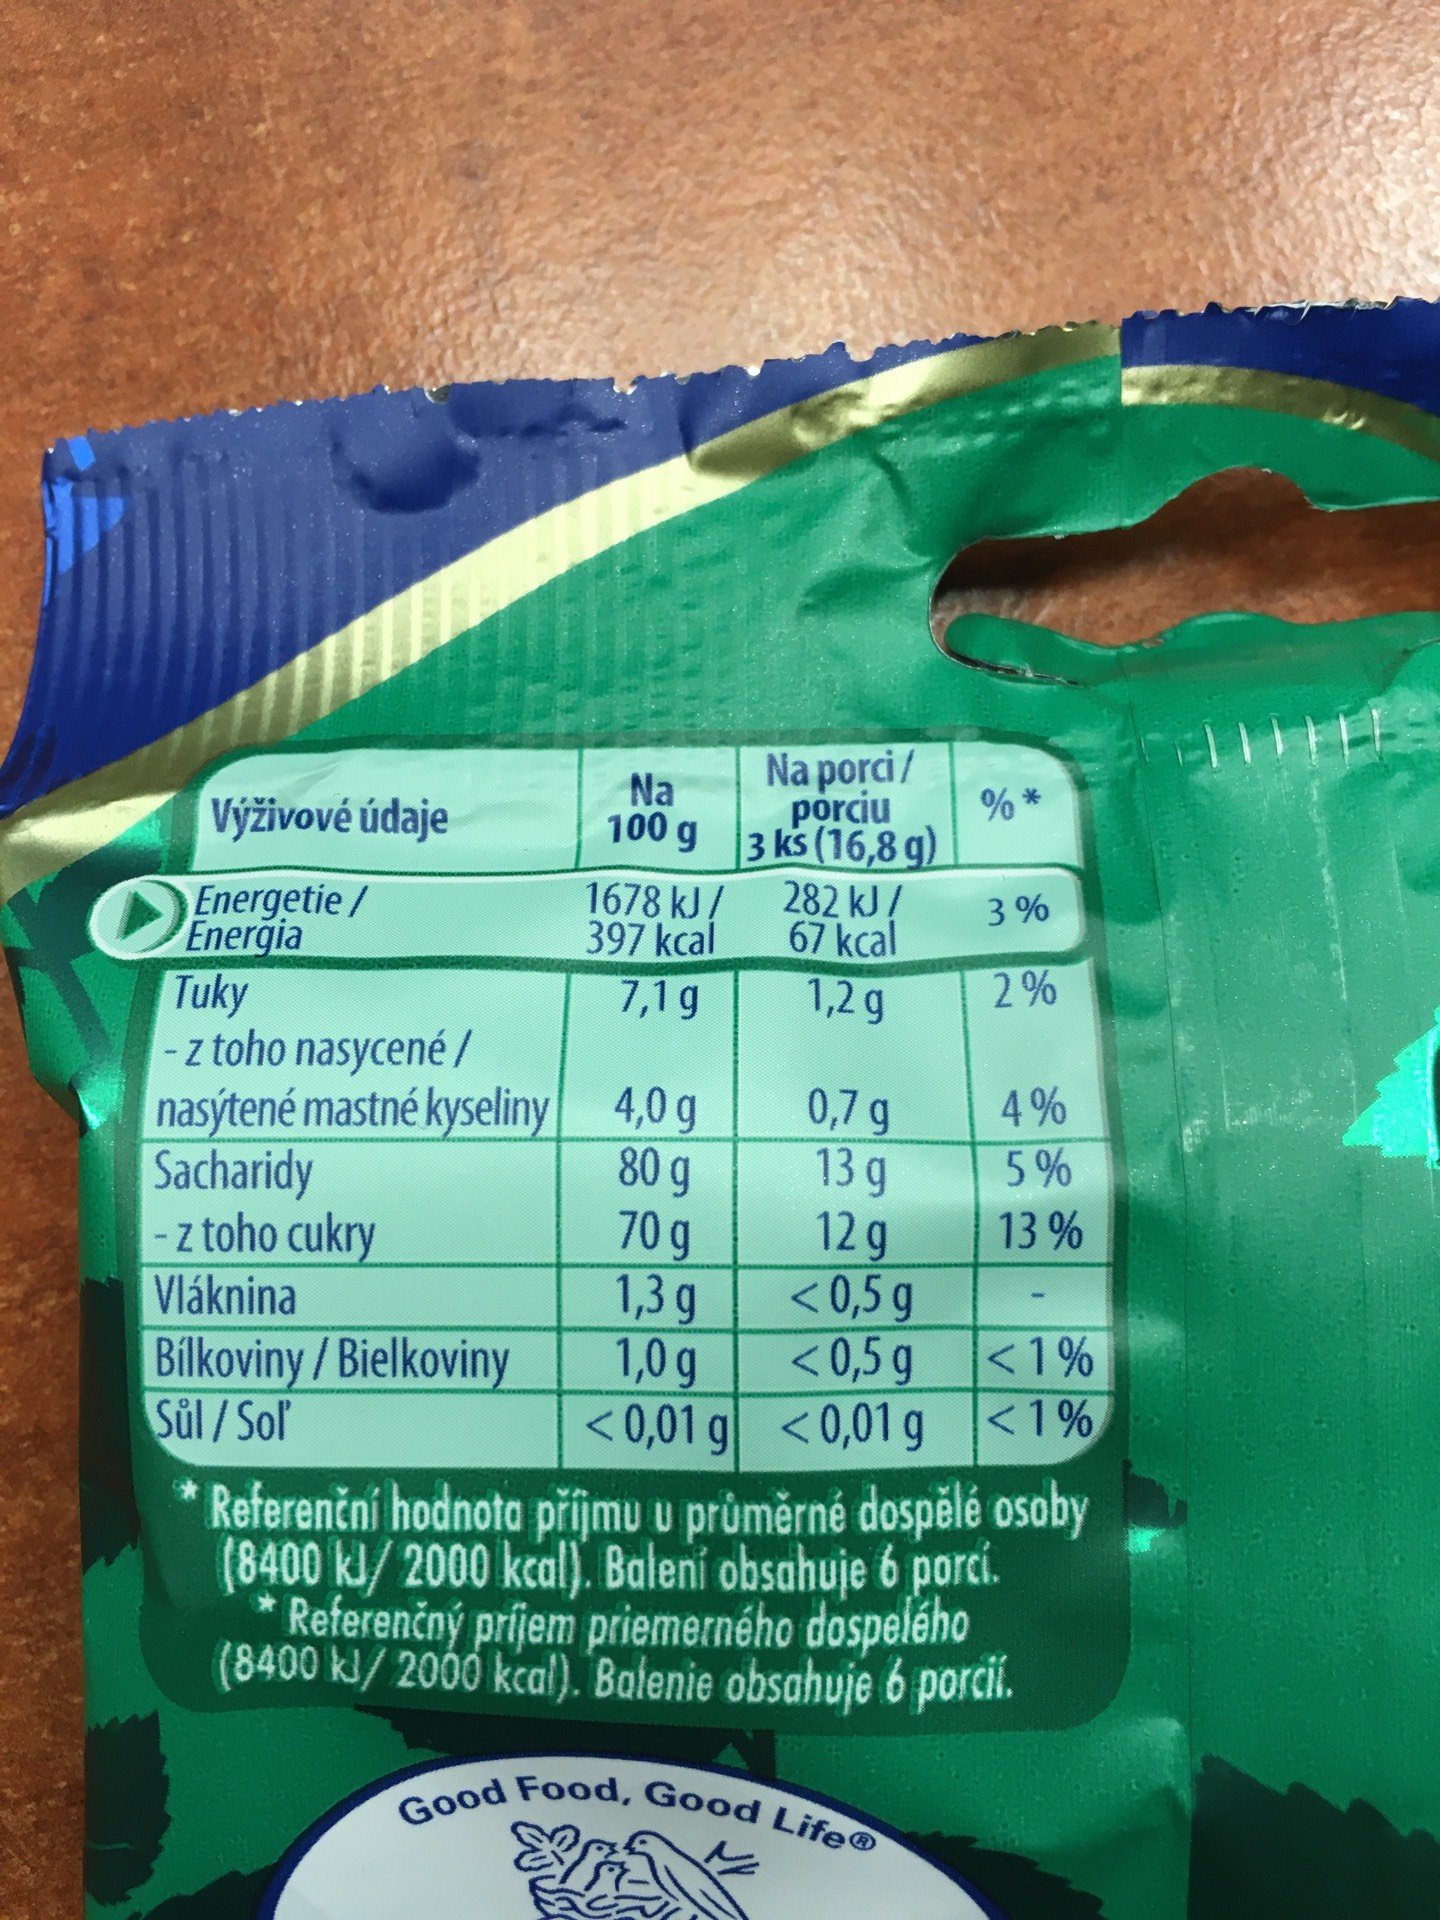 Výživové údaje
Na 100 g
Na porci / porciu 3 ks (16,8 g)
% *
Energetie / Energia 1678 kJ / 397 kcal 282 kJ / 67 kcal 3 %
Tuky 7,1 g 1,2 g 2 %
- z toho nasycené /
nasýtené mastné kyseliny 4,0 g 0,7 g 4 %
Sacharidy 80 g 13 g 5 %
- z toho cukry 70 g 12 g 13 %
Vláknina 1,3 g < 0,5 g -
Bílkoviny / Bielkoviny 1,0 g < 0,5 g < 1 %
Sůl / Soľ < 0,01 g < 0,01 g < 1 %
* Referenční hodnota příjmu u průměrné dospělé osoby
(8400 kJ/ 2000 kcal). Balení obsahuje 6 porcí.
* Referenčný príjem priemerného dospelého
(8400 kJ/ 2000 kcal). Balenie obsahuje 6 porcií.
Good Food, Good Life®